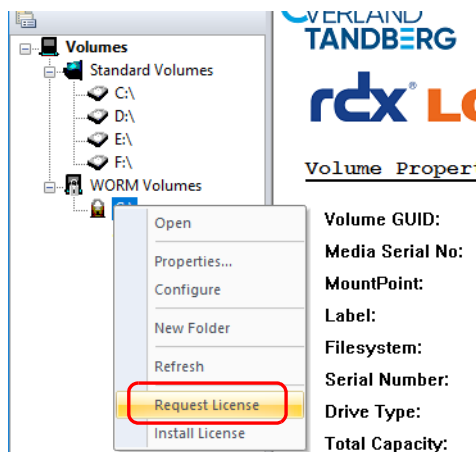 Volumes
Standard Volumes
C:\
D:\
E:\
F:\
WORM Volumes
Open
Properties...
Configure
New Folder
Refresh
Request License
Install License
OVERLAND
TANDBERG
rdx® LO
Volume Propert
Volume GUID:
Media Serial No:
MountPoint:
Label:
Filesystem:
Serial Number:
Drive Type:
Total Capacity: